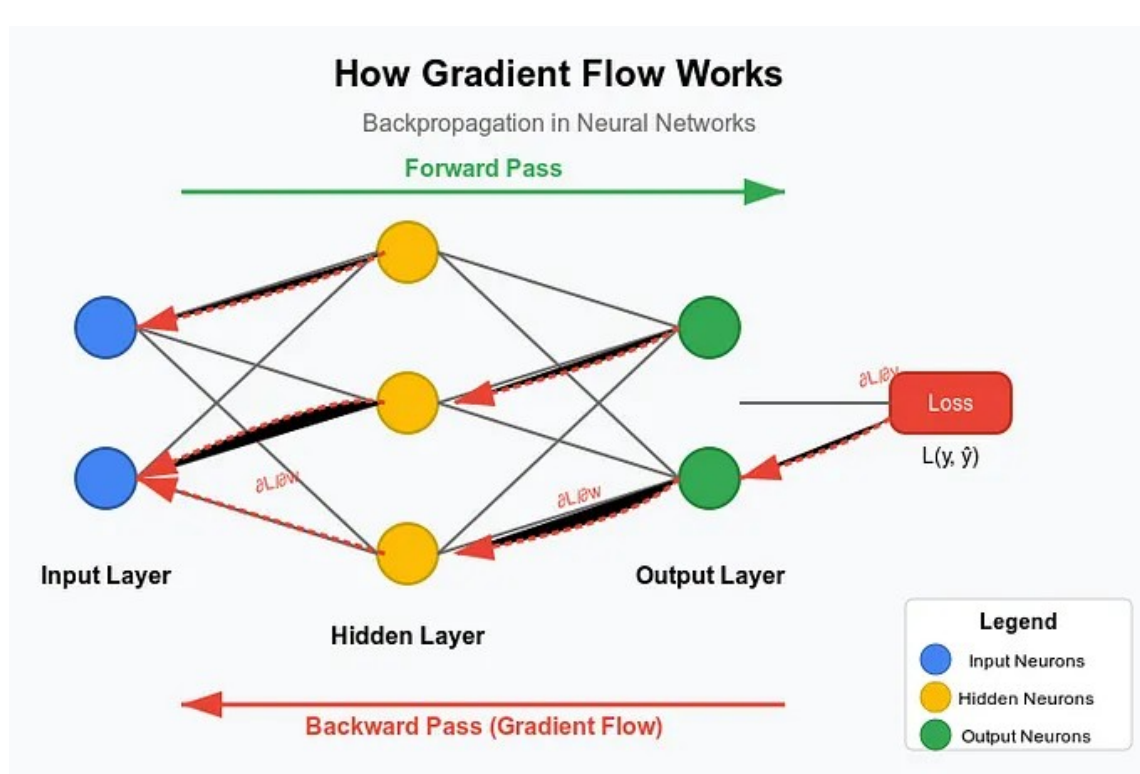 How Gradient Flow Works
Backpropagation in Neural Networks
Forward Pass
∂L/∂y
Loss
L(y, ŷ)
∂L/∂w
∂L/∂w
Input Layer
Output Layer
Hidden Layer
Legend
Input Neurons
Hidden Neurons
Output Neurons
Backward Pass (Gradient Flow)